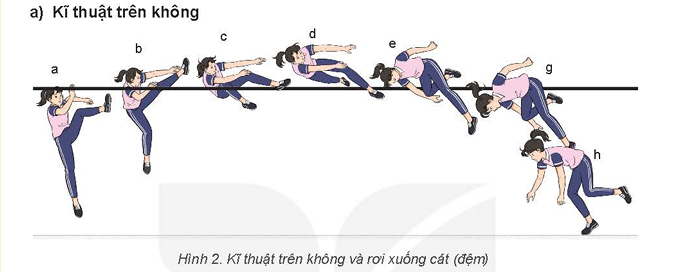 a) Kĩ thuật trên không
a
b
c
d
e
g
h
Hình 2. Kĩ thuật trên không và rơi xuống cát (đệm)